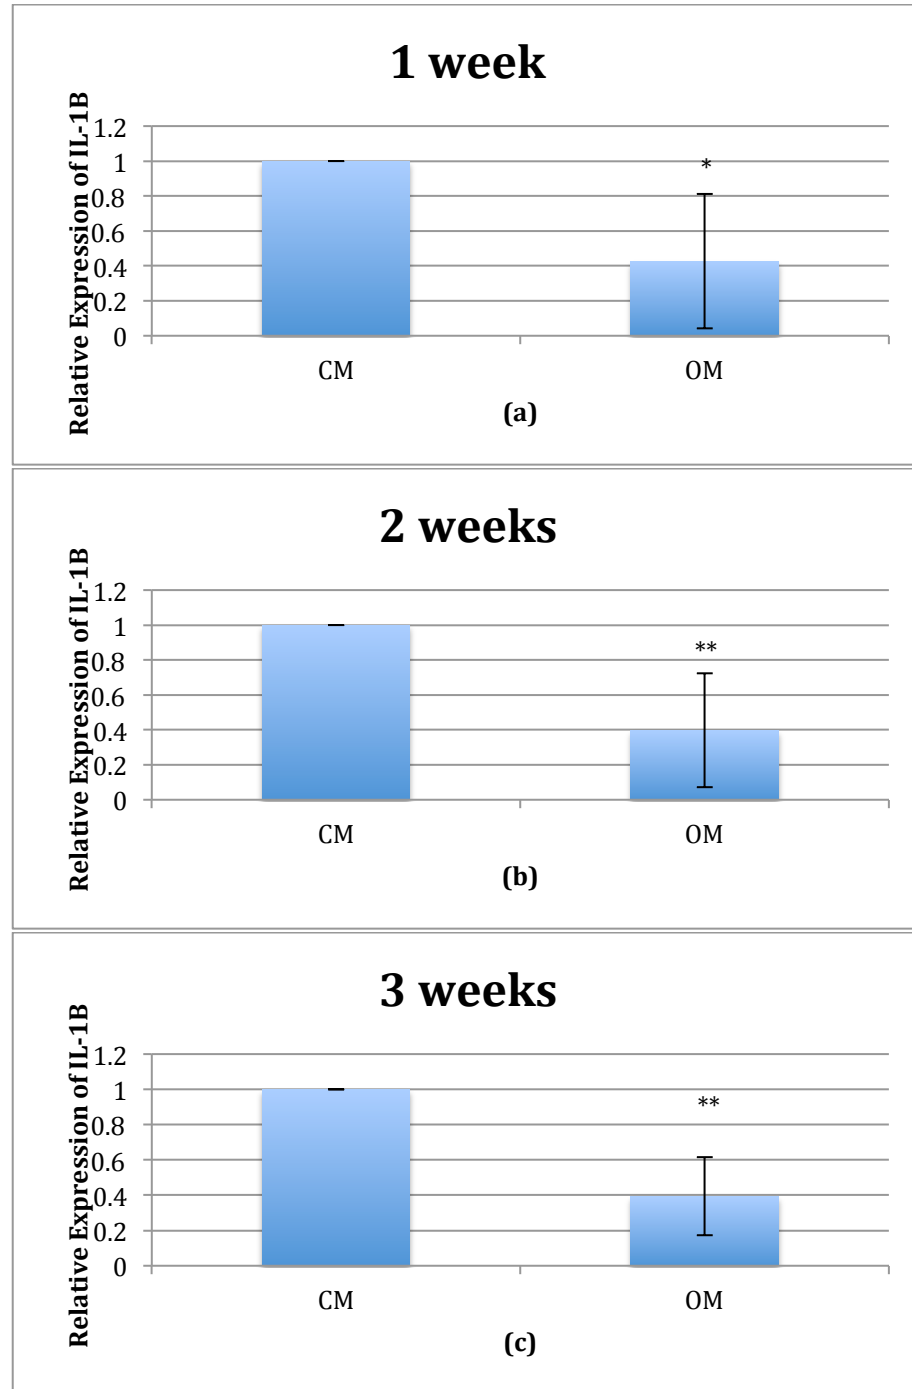 1 week
Relative Expression of IL-1B
1.2
1
0.8
0.6
0.4
0.2
0
*
CM
OM
(a)
2 weeks
Relative Expression of IL-1B
1.2
1
0.8
0.6
0.4
0.2
0
**
CM
OM
(b)
3 weeks
Relative Expression of IL-1B
1.2
1
0.8
0.6
0.4
0.2
0
**
CM
OM
(c)